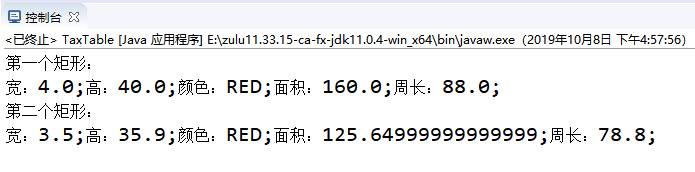 控制台
<已终止> TaxTable [Java 应用程序] E:\zulu11.33.15-ca-fx-jdk11.0.4-win_x64\bin\javaw.exe（2019年10月8日 下午4:57:56）
第一个矩形：
宽：4.0;高：40.0;颜色：RED;面积：160.0;周长：88.0;
第二个矩形：
宽：3.5;高：35.9;颜色：RED;面积：125.64999999999999;周长：78.8;